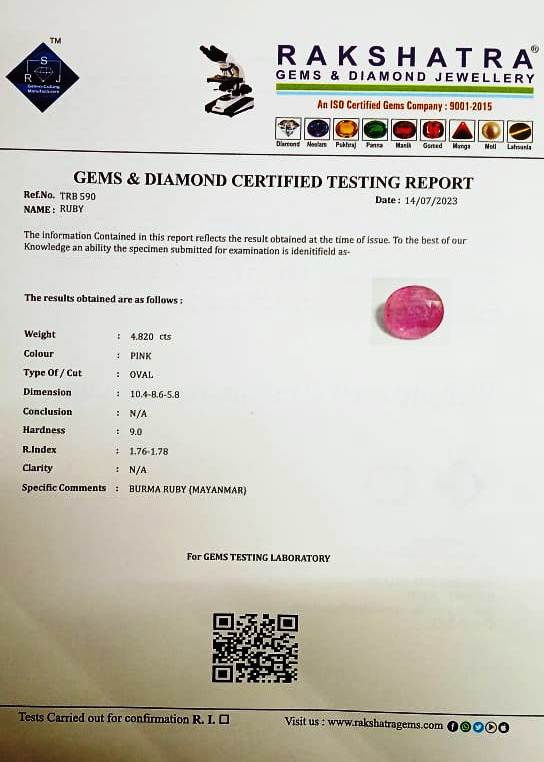 TM
S
R J
Gemm-Cutting
Manufacturers
RAKSHATRA®
GEMS & DIAMOND JEWELLERY
An ISO Certified Gems Company : 9001-2015
Diamond Neelam Pukhraj Panna Manik Gomed Munga Moti Lahsunia
GEMS & DIAMOND CERTIFIED TESTING REPORT
Ref.No. TRB 590
Date : 14/07/2023
NAME : RUBY
The information Contained in this report reflects the result obtained at the time of issue. To the best of our
Knowledge an ability the specimen submitted for examination is idenitifield as-
The results obtained are as follows :
Weight : 4.820 cts
Colour : PINK
Type Of / Cut : OVAL
Dimension : 10.4-8.6-5.8
Conclusion : N/A
Hardness : 9.0
R.Index : 1.76-1.78
Clarity : N/A
Specific Comments : BURMA RUBY (MAYANMAR)
For GEMS TESTING LABORATORY
Tests Carried out for confirmation R. I. ☐
Visit us : www.rakshatragems.com